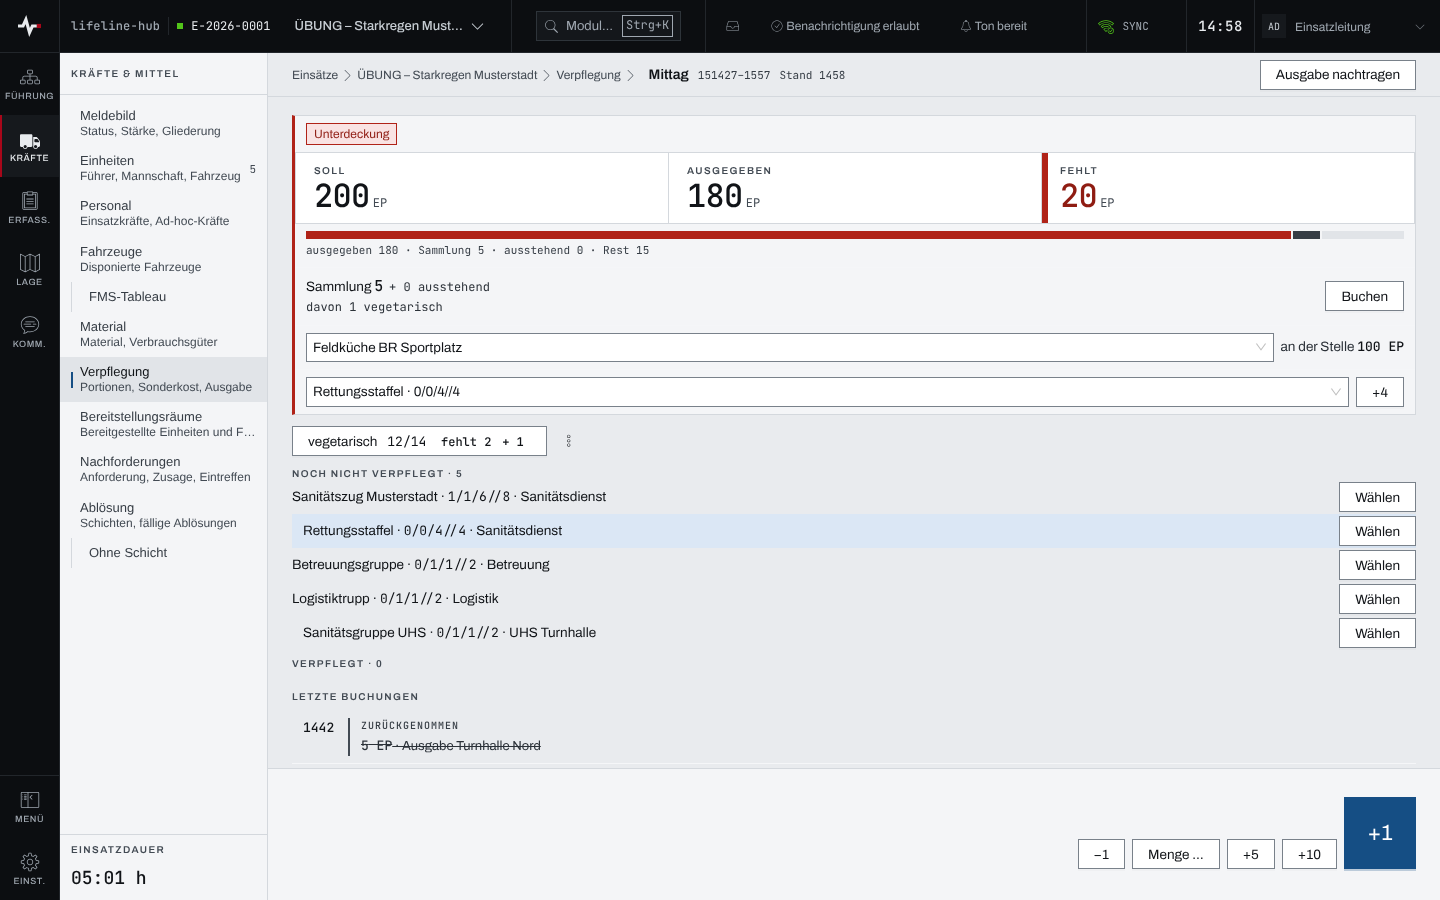 lifeline-hub E-2026-0001 ÜBUNG – Starkregen Must... Modul... Strg+K Benachrichtigung erlaubt Ton bereit SYNC 14:58 AD Einsatzleitung
FÜHRUNG
KRÄFTE
ERFASS.
LAGE
KOMM.
MENÜ
EINST.
KRÄFTE & MITTEL
Meldebild
Status, Stärke, Gliederung
Einheiten
Führer, Mannschaft, Fahrzeug 5
Personal
Einsatzkräfte, Ad-hoc-Kräfte
Fahrzeuge
Disponierte Fahrzeuge
FMS-Tableau
Material
Material, Verbrauchsgüter
Verpflegung
Portionen, Sonderkost, Ausgabe
Bereitstellungsräume
Bereitgestellte Einheiten und F...
Nachforderungen
Anforderung, Zusage, Eintreffen
Ablösung
Schichten, fällige Ablösungen
Ohne Schicht
EINSATZDAUER
05:01 h
Einsätze > ÜBUNG – Starkregen Musterstadt > Verpflegung > Mittag 151427–1557 Stand 1458 Ausgabe nachtragen
Unterdeckung
SOLL
200 EP
AUSGEGEBEN
180 EP
FEHLT
20 EP
ausgegeben 180 · Sammlung 5 · ausstehend 0 · Rest 15
Sammlung 5 + 0 ausstehend
davon 1 vegetarisch
Buchen
Feldküche BR Sportplatz an der Stelle 100 EP
Rettungsstaffel · 0/0/4//4 +4
vegetarisch 12/14 fehlt 2 + 1
NOCH NICHT VERPFLEGT · 5
Sanitätszug Musterstadt · 1/1/6//8 · Sanitätsdienst Wählen
Rettungsstaffel · 0/0/4//4 · Sanitätsdienst Wählen
Betreuungsgruppe · 0/1/1//2 · Betreuung Wählen
Logistiktrupp · 0/1/1//2 · Logistik Wählen
Sanitätsgruppe UHS · 0/1/1//2 · UHS Turnhalle Wählen
VERPFLEGT · 0
LETZTE BUCHUNGEN
1442 ZURÜCKGENOMMEN
5 EP · Ausgabe Turnhalle Nord
−1 Menge ... +5 +10 +1